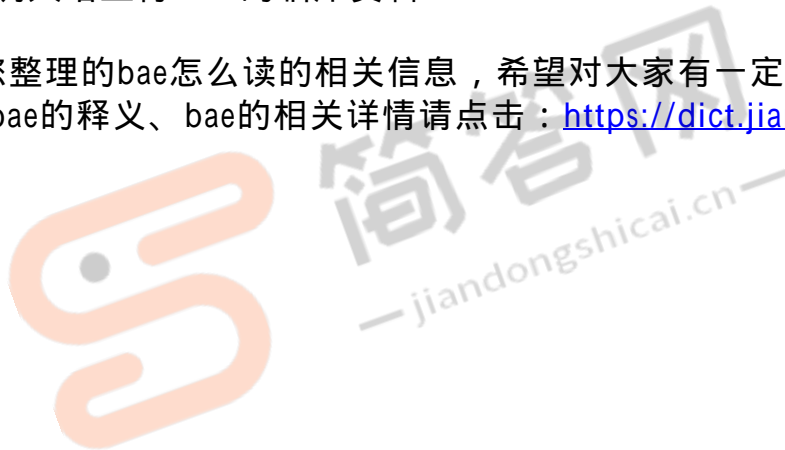 您整理的bae怎么读的相关信息，希望对大家有一定
bae的释义、bae的相关详情请点击：https://dict.jia
简答网
jiandongshicai.cn